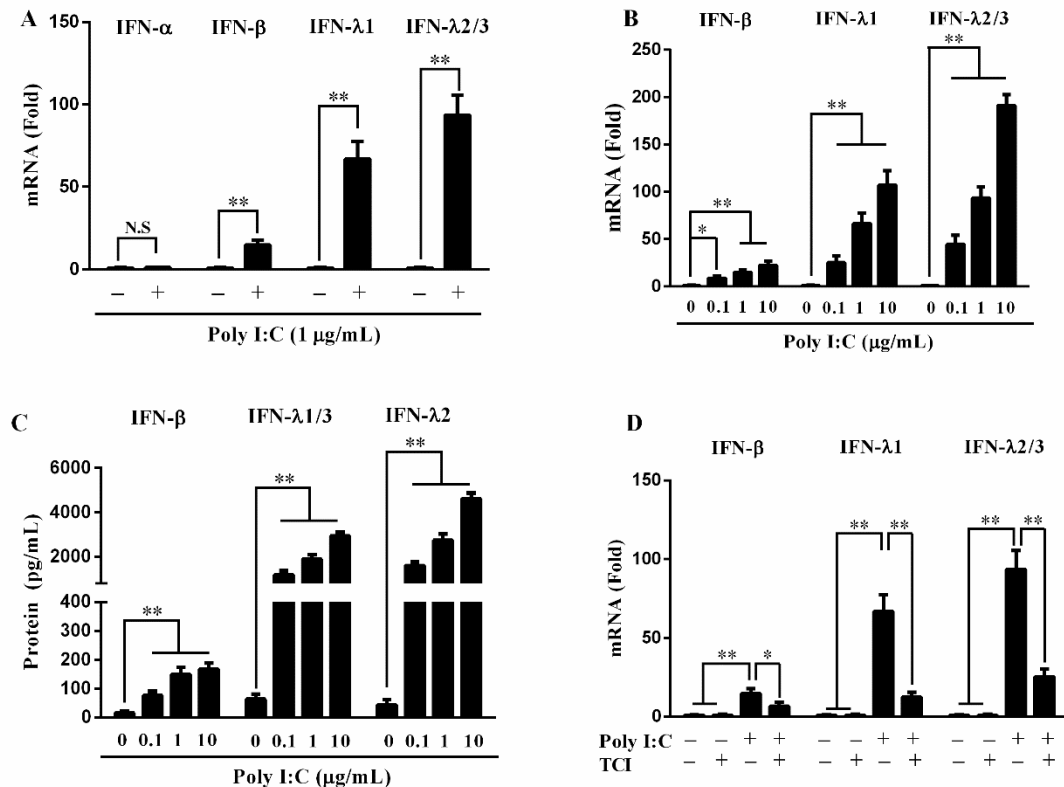 A
IFN-α IFN-β IFN-λ1 IFN-λ2/3
150
100
50
0
mRNA (Fold)
N.S ** ** **
– + – + – + – +
Poly I:C (1 μg/mL)
B
IFN-β IFN-λ1 IFN-λ2/3
250
200
150
100
50
0
mRNA (Fold)
* ** ** **
0 0.1 1 10 0 0.1 1 10 0 0.1 1 10
Poly I:C (μg/mL)
C
IFN-β IFN-λ1/3 IFN-λ2
6000
4000
2000
400
300
200
100
0
Protein (pg/mL)
** ** **
0 0.1 1 10 0 0.1 1 10 0 0.1 1 10
Poly I:C (μg/mL)
D
IFN-β IFN-λ1 IFN-λ2/3
150
100
50
0
mRNA (Fold)
** * ** ** ** **
Poly I:C – – + + – – + + – – + +
TCI – + – + – + – + – + – +